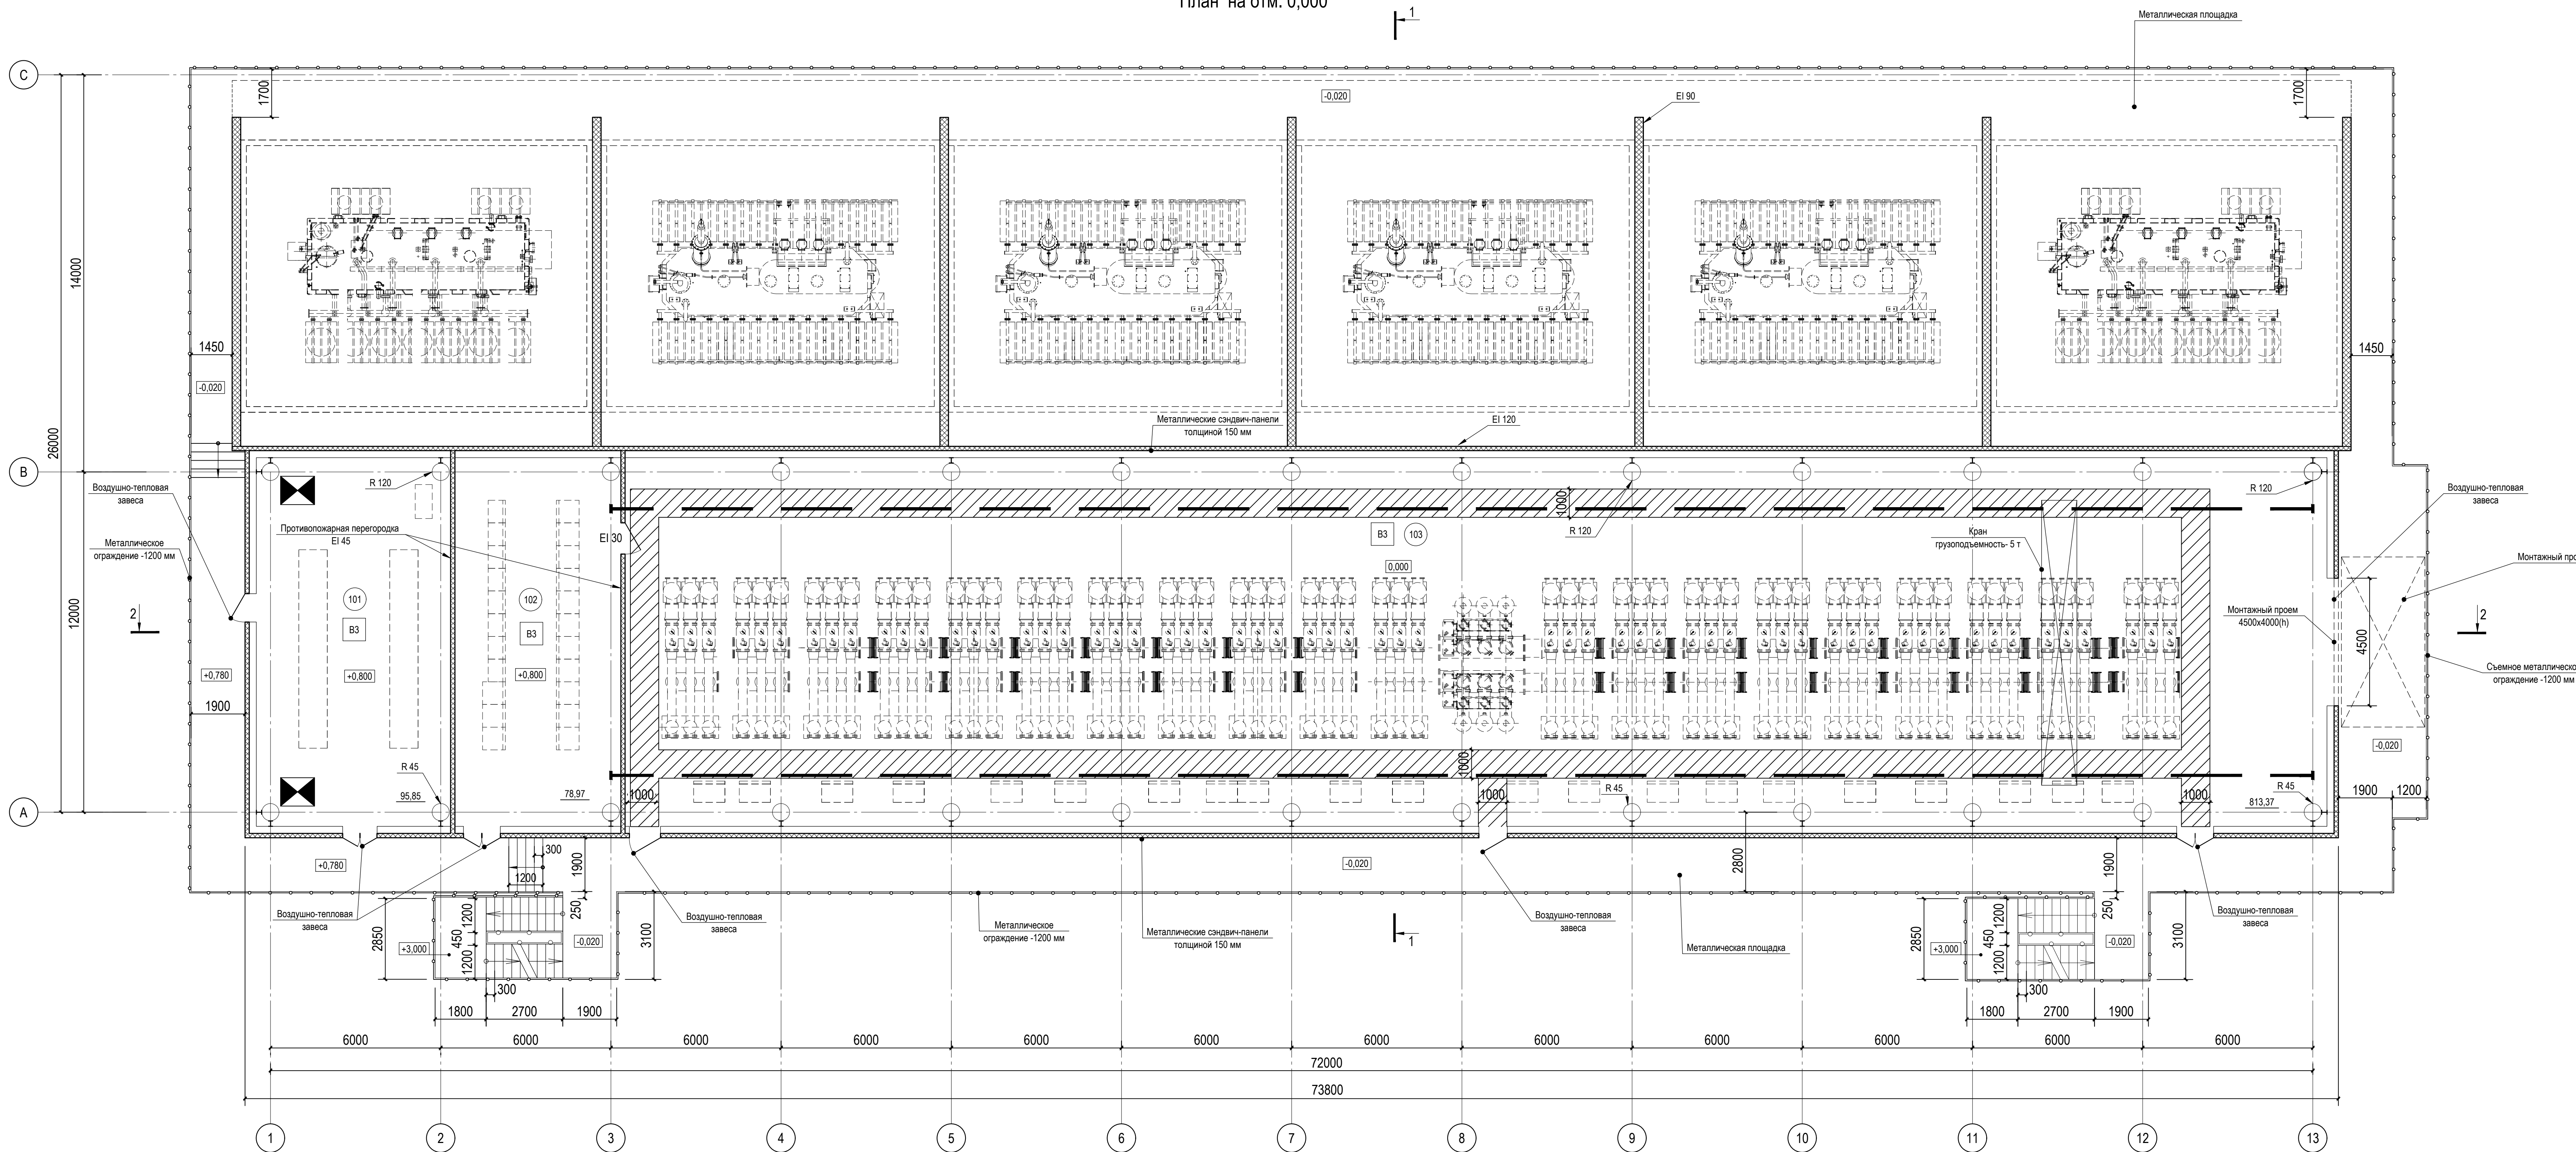 План на отм. 0,000
1
Металлическая площадка
С
1700
-0,020
EI 90
1700
14000
26000
1450
-0,020
1450
Металлические сэндвич-панели
толщиной 150 мм
EI 120
В
Воздушно-тепловая
завеса
R 120
Противопожарная перегородка
EI 45
EI 30
1000
В3
103
R 120
0,000
Кран
грузоподъемность- 5 т
R 120
Воздушно-тепловая
завеса
Металлическое
ограждение -1200 мм
Монтажный про
12000
2
101
В3
+0,800
102
В3
+0,800
Монтажный проем
4500х4000(h)
4500
2
+0,780
1900
Съемное металлическо
ограждение -1200 мм
-0,020
R 45
95,85
78,97
1000
1000
1000
R 45
1000
R 45
813,37
1900
1200
А
+0,780
300
1200
1900
-0,020
2800
1900
Воздушно-тепловая
завеса
2850
+3,000
1200
450
1200
250
-0,020
3100
300
1800
2700
1900
Воздушно-тепловая
завеса
Металлическое
ограждение -1200 мм
Металлические сэндвич-панели
толщиной 150 мм
1
Воздушно-тепловая
завеса
Металлическая площадка
2850
+3,000
1200
450
1200
250
-0,020
3100
300
1800
2700
1900
Воздушно-тепловая
завеса
6000
6000
6000
6000
6000
6000
6000
6000
6000
6000
6000
6000
72000
73800
1
2
3
4
5
6
7
8
9
10
11
12
13